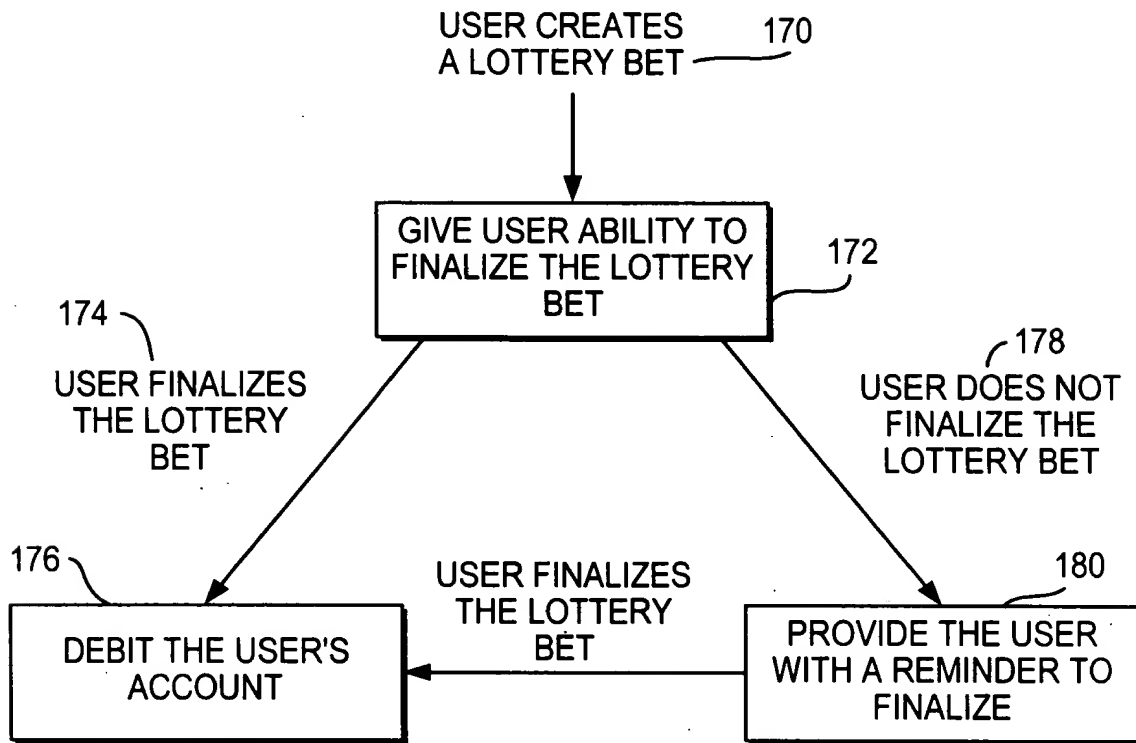 USER CREATES
A LOTTERY BET
170
GIVE USER ABILITY TO
FINALIZE THE LOTTERY
BET
172
174
USER FINALIZES
THE LOTTERY
BET
178
USER DOES NOT
FINALIZE THE
LOTTERY BET
176
DEBIT THE USER'S
ACCOUNT
USER FINALIZES
THE LOTTERY
BET
180
PROVIDE THE USER
WITH A REMINDER TO
FINALIZE